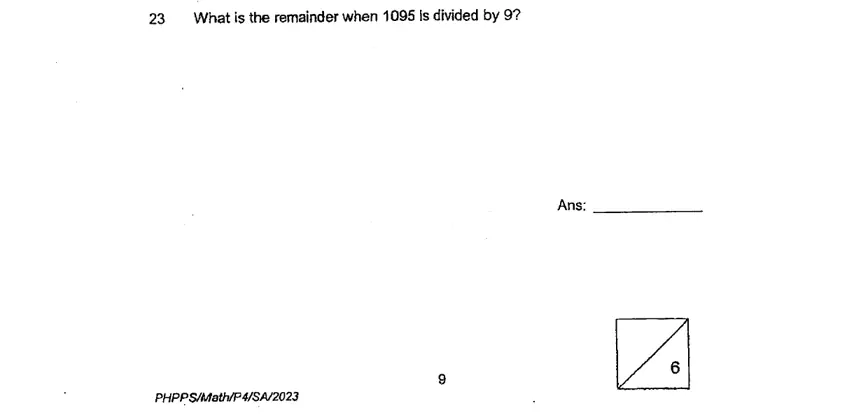 23 What is the remainder when 1095 is divided by 9?
Ans: ____________
6
9
PHPPS/Math/P4/SA/2023